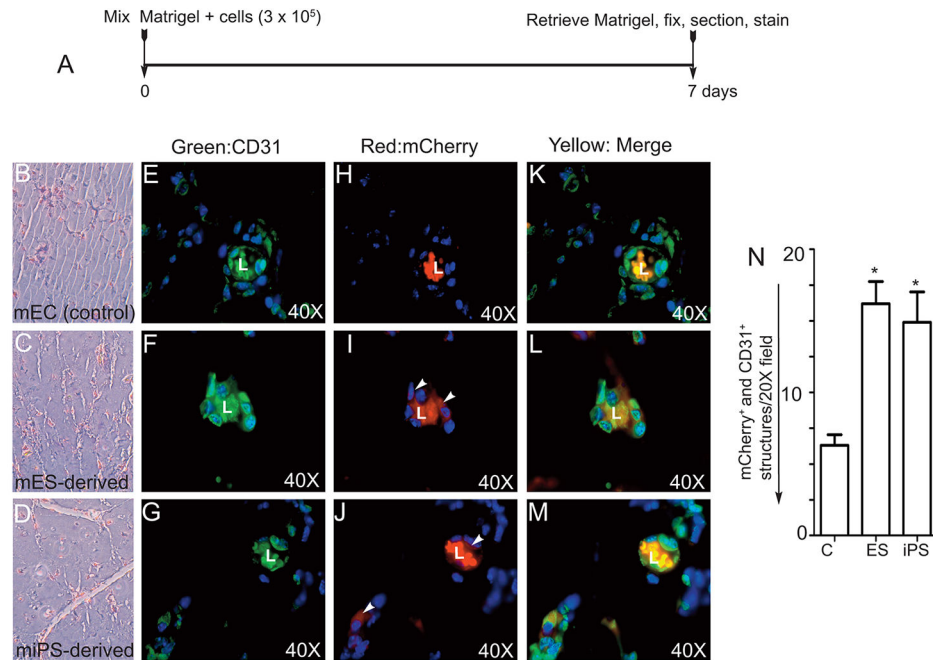 Mix Matrigel + cells (3 x 10⁵)
Retrieve Matrigel, fix, section, stain
A
0
7 days
Green:CD31
Red:mCherry
Yellow: Merge
B
mEC (control)
E
L
40X
H
L
40X
K
L
40X
C
mES-derived
F
L
40X
I
L
40X
L
L
40X
D
miPS-derived
G
L
40X
J
L
40X
M
L
40X
N
mCherry⁺ and CD31⁺
structures/20X field
20
15
10
5
0
*
*
C
ES
iPS